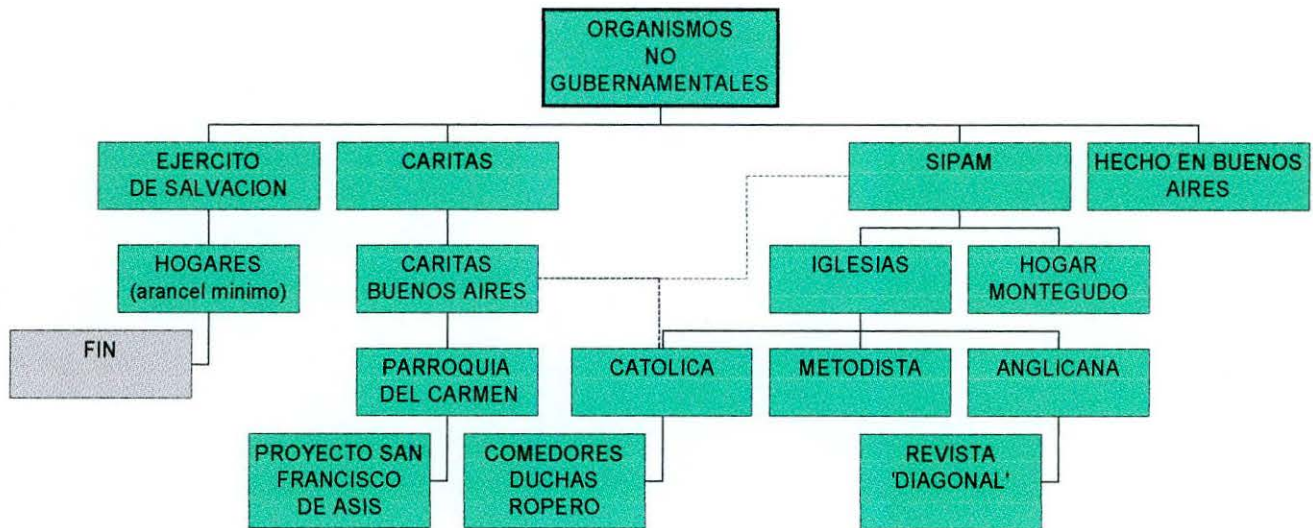 ORGANISMOS
NO
GUBERNAMENTALES
EJERCITO
DE SALVACION
CARITAS
SIPAM
HECHO EN BUENOS
AIRES
HOGARES
(arancel minimo)
CARITAS
BUENOS AIRES
IGLESIAS
HOGAR
MONTEGUDO
FIN
PARROQUIA
DEL CARMEN
CATOLICA
METODISTA
ANGLICANA
PROYECTO SAN
FRANCISCO
DE ASIS
COMEDORES
DUCHAS
ROPERO
REVISTA
'DIAGONAL'